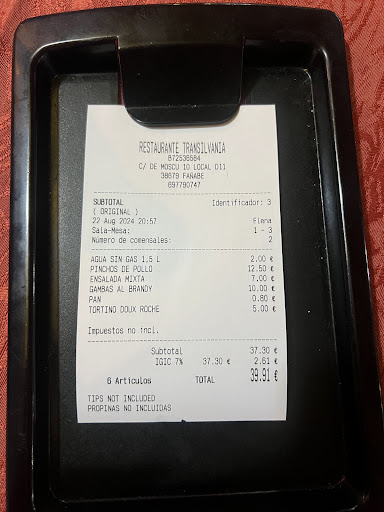 RESTAURANTE TRANSILVANIA
B72536584
C/ DE MOSCU 10 LOCAL D11
38679 FAÑABE
697790747
SUBTOTAL Identificador: 3
( ORIGINAL )
22 Aug 2024 20:57 Elena
Sala-Mesa: 1 - 3
Número de comensales: 2
AGUA SIN GAS 1,5 L 2.00 €
PINCHOS DE POLLO 12.50 €
ENSALADA MIXTA 7.00 €
GAMBAS AL BRANDY 10.00 €
PAN 0.80 €
TORTINO DOUX ROCHE 5.00 €
Impuestos no incl.
Subtotal 37.30 €
IGIC 7% 37.30 € 2.61 €
6 Artículos TOTAL 39.91 €
TIPS NOT INCLUDED
PROPINAS NO INCLUIDAS